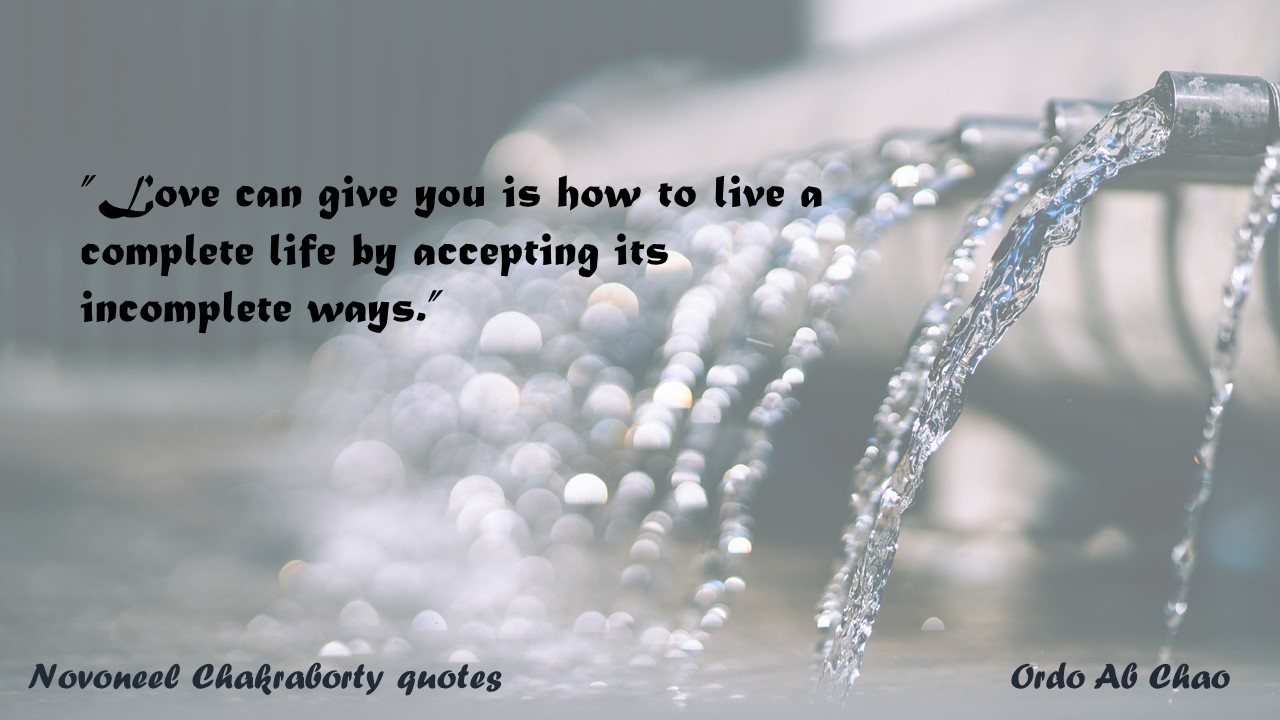 " Love can give you is how to live a
complete life by accepting its
incomplete ways."
Novoneel Chakraborty quotes
Ordo Ab Chao